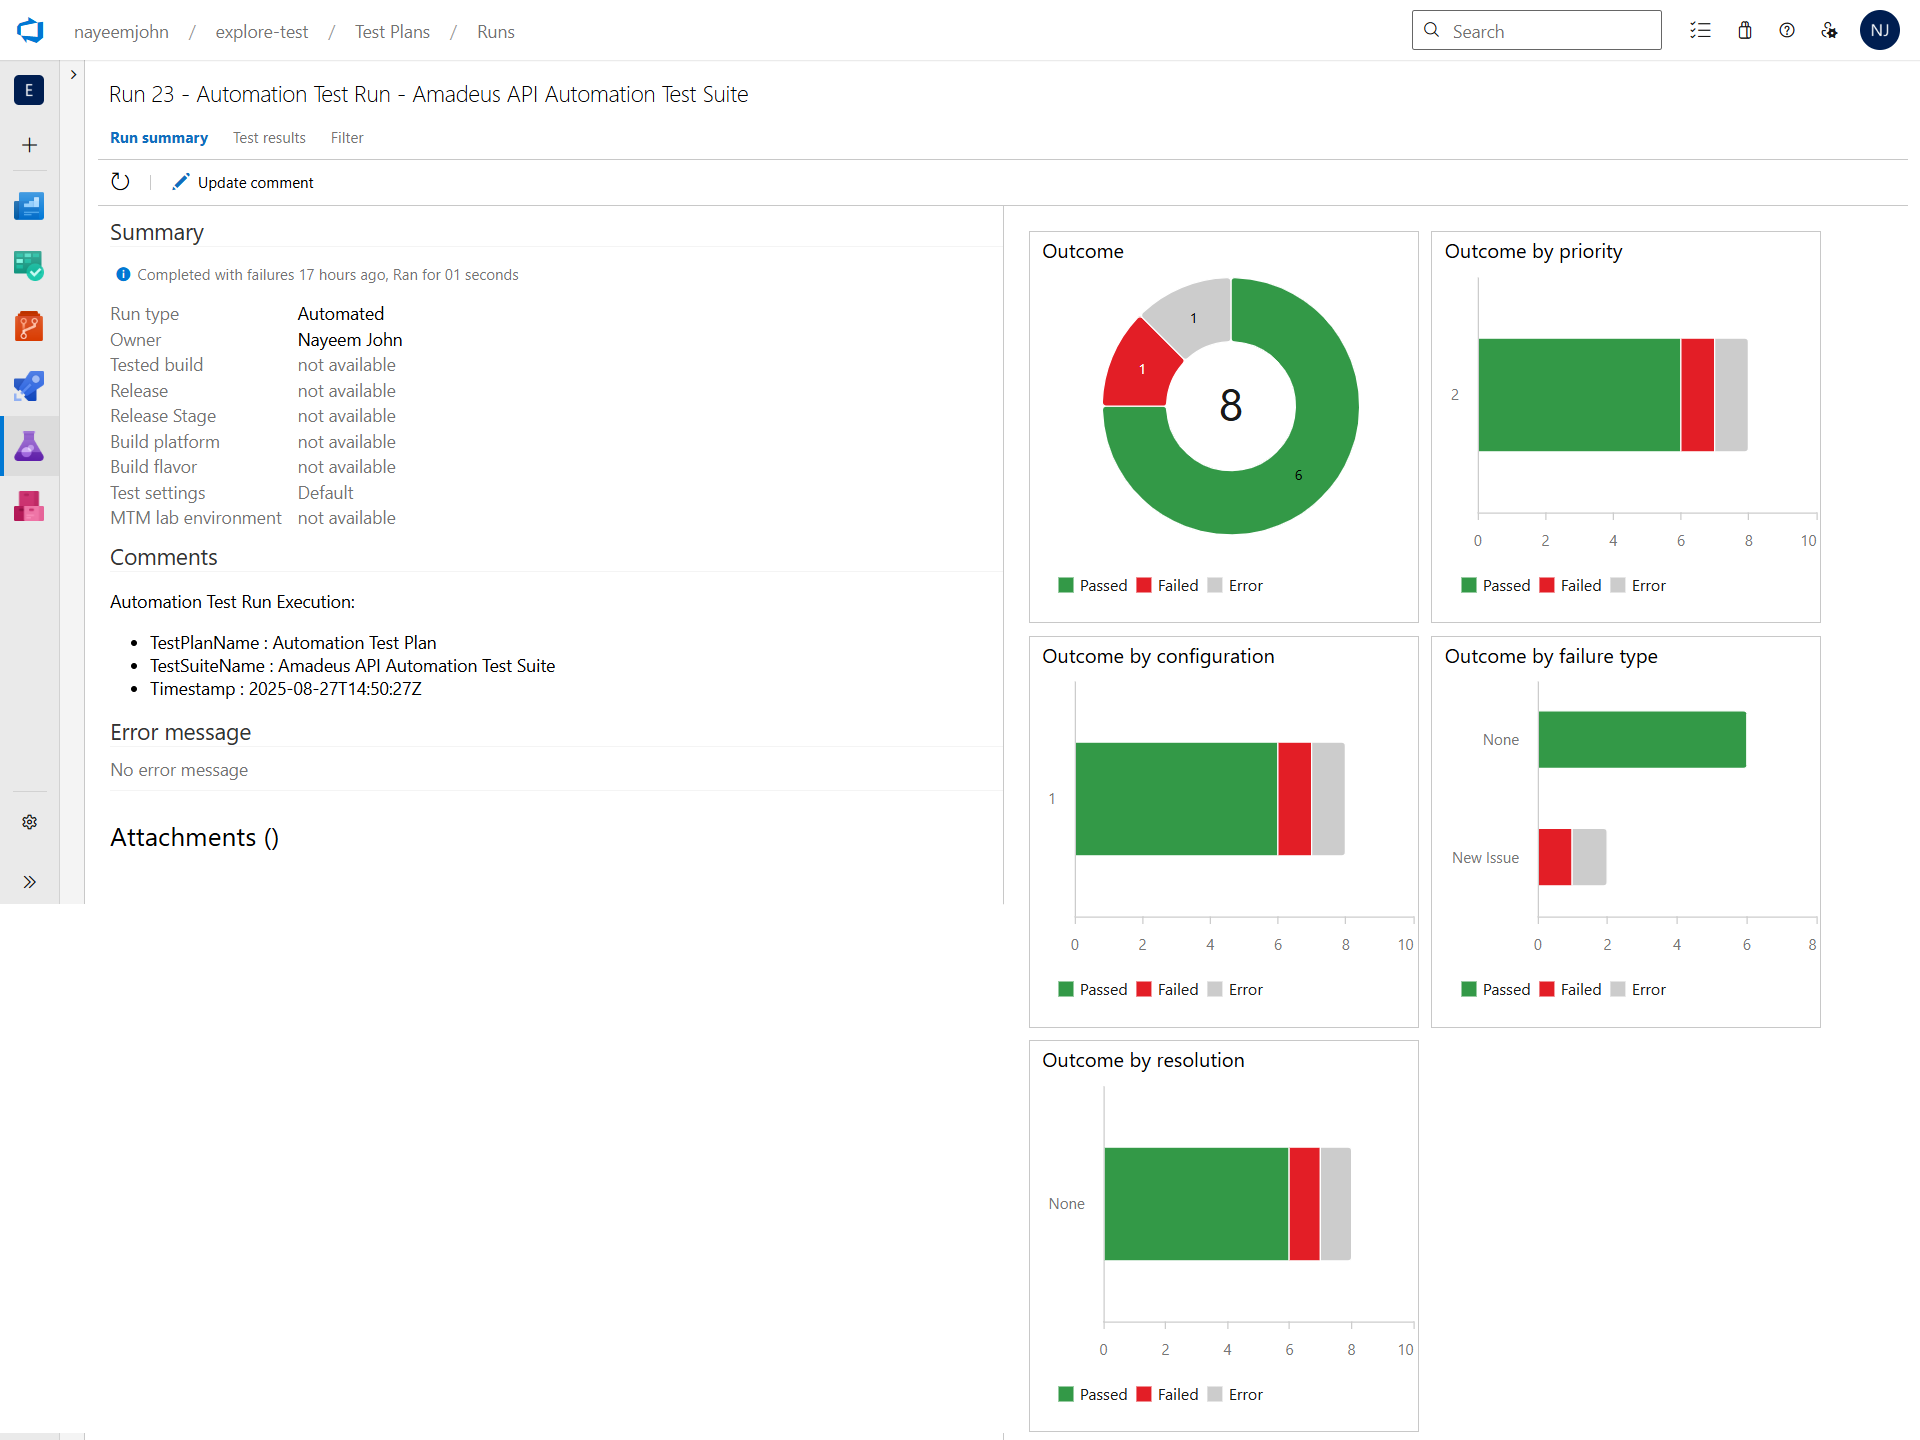 nayeemjohn / explore-test / Test Plans / Runs
Search
NJ
E
Run 23 - Automation Test Run - Amadeus API Automation Test Suite
Run summary Test results Filter
Update comment
Summary
Completed with failures 17 hours ago, Ran for 01 seconds
Run type Automated
Owner Nayeem John
Tested build not available
Release not available
Release Stage not available
Build platform not available
Build flavor not available
Test settings Default
MTM lab environment not available
Comments
Automation Test Run Execution:
• TestPlanName : Automation Test Plan
• TestSuiteName : Amadeus API Automation Test Suite
• Timestamp : 2025-08-27T14:50:27Z
Error message
No error message
Attachments ()
Outcome
1
1
8
6
Passed Failed Error
Outcome by priority
2
0 2 4 6 8 10
Passed Failed Error
Outcome by configuration
1
0 2 4 6 8 10
Passed Failed Error
Outcome by failure type
None
New Issue
0 2 4 6 8
Passed Failed Error
Outcome by resolution
None
0 2 4 6 8 10
Passed Failed Error